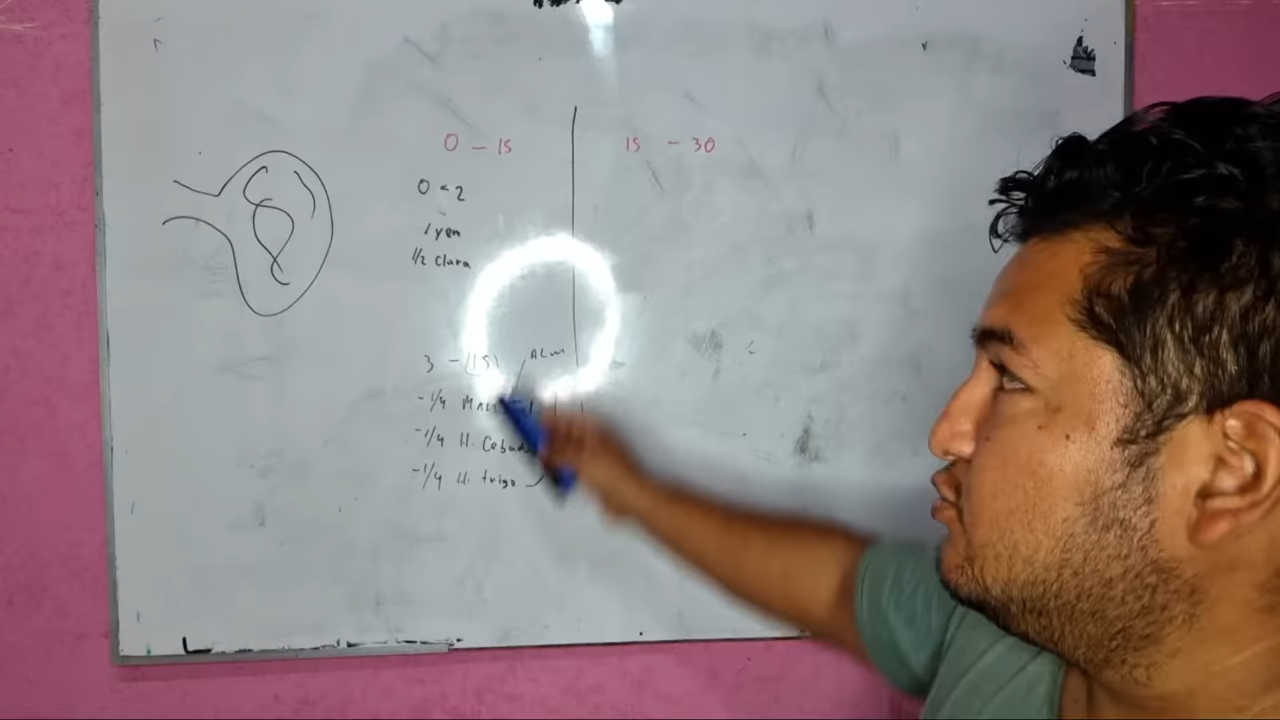 0 - 15
15 - 30
0 < 2
1 yem
1/2 clara
3 - (15)
ALM
- 1/4
- 1/4 H. Cebada
- 1/4 H. trigo